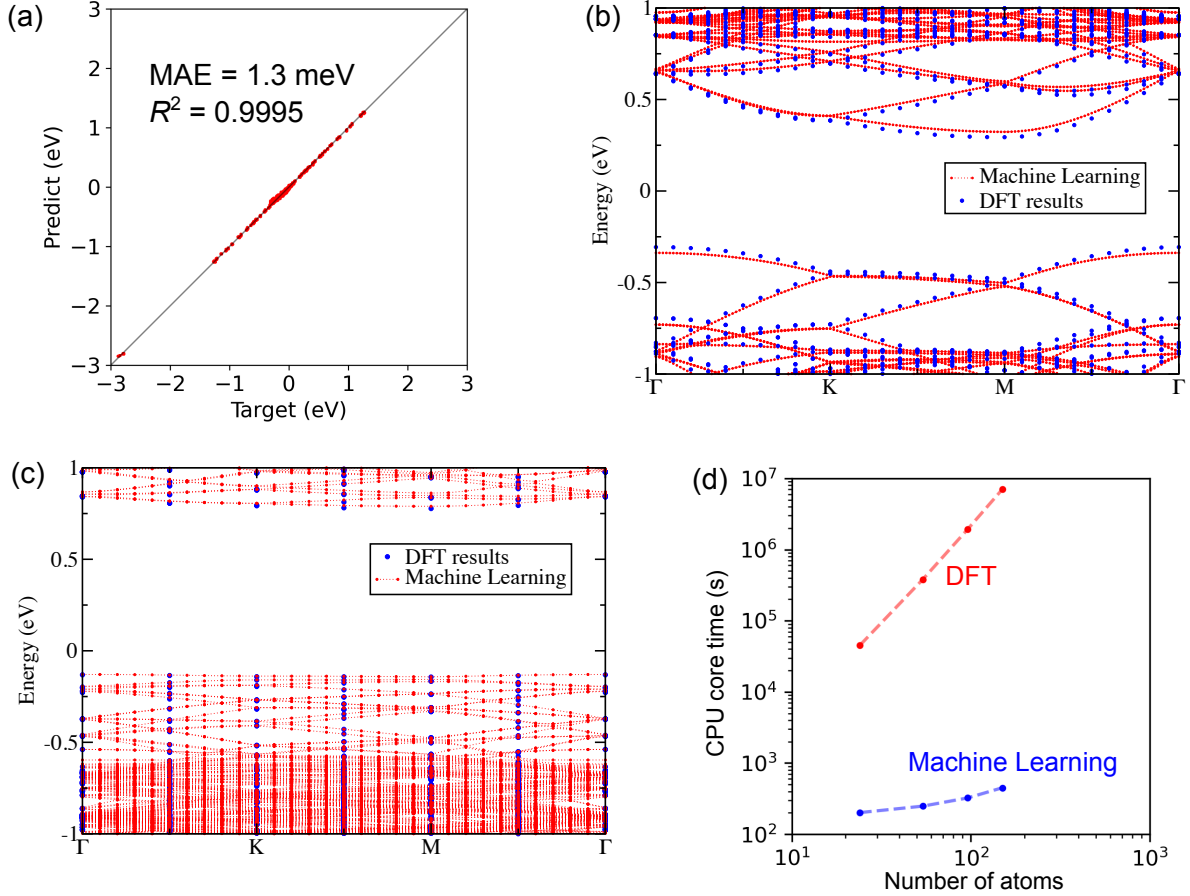 (a)
3
2
1
0
−1
−2
−3
MAE = 1.3 meV
R² = 0.9995
Predict (eV)
−3
−2
−1
0
1
2
3
Target (eV)
(b)
1
0.5
0
-0.5
-1
Energy (eV)
Machine Learning
DFT results
Γ
K
M
Γ
(c)
1
0.5
0
-0.5
-1
Energy (eV)
DFT results
Machine Learning
Γ
K
M
Γ
(d)
10⁷
10⁶
10⁵
10⁴
10³
10²
CPU core time (s)
DFT
Machine Learning
10¹
10²
10³
Number of atoms